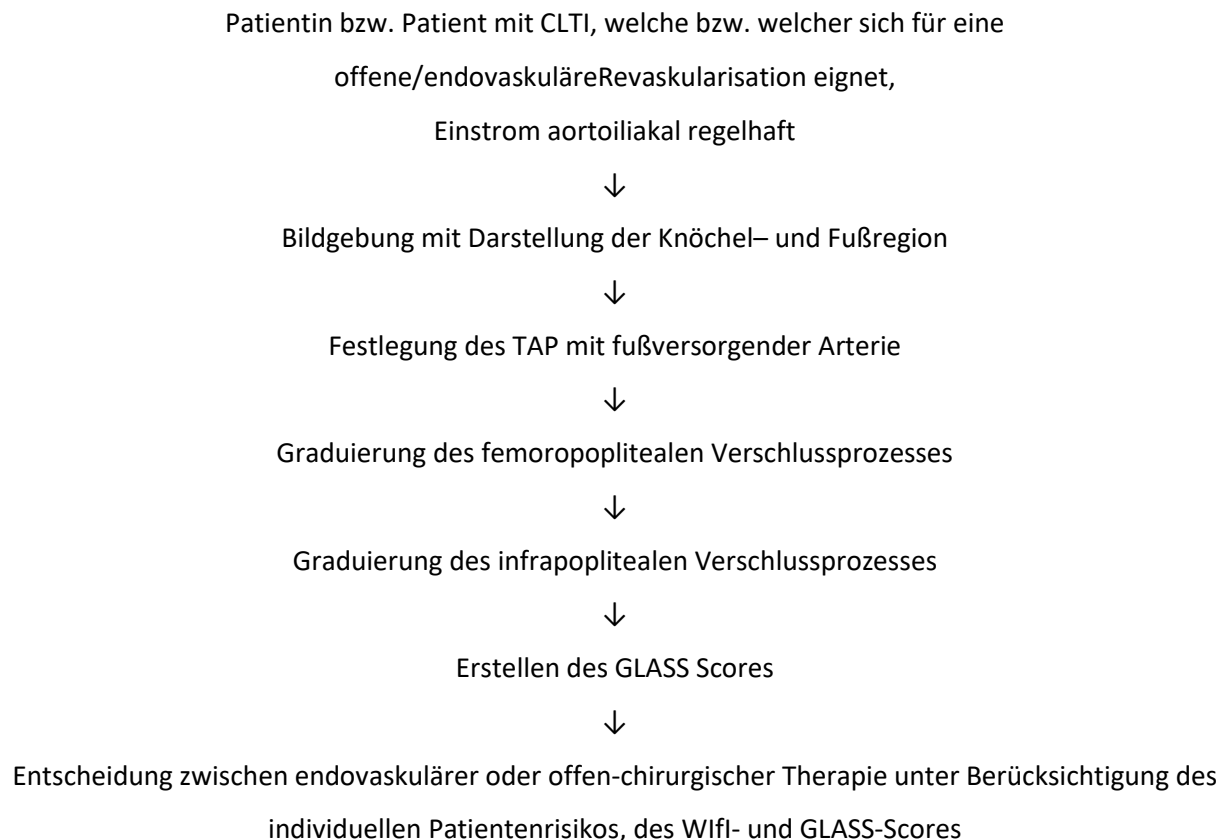 Patientin bzw. Patient mit CLTI, welche bzw. welcher sich für eine
offene/endovaskuläreRevaskularisation eignet,
Einstrom aortoiliakal regelhaft
↓
Bildgebung mit Darstellung der Knöchel– und Fußregion
↓
Festlegung des TAP mit fußversorgender Arterie
↓
Graduierung des femoropoplitealen Verschlussprozesses
↓
Graduierung des infrapoplitealen Verschlussprozesses
↓
Erstellen des GLASS Scores
↓
Entscheidung zwischen endovaskulärer oder offen-chirurgischer Therapie unter Berücksichtigung des
individuellen Patientenrisikos, des WIfI- und GLASS-Scores